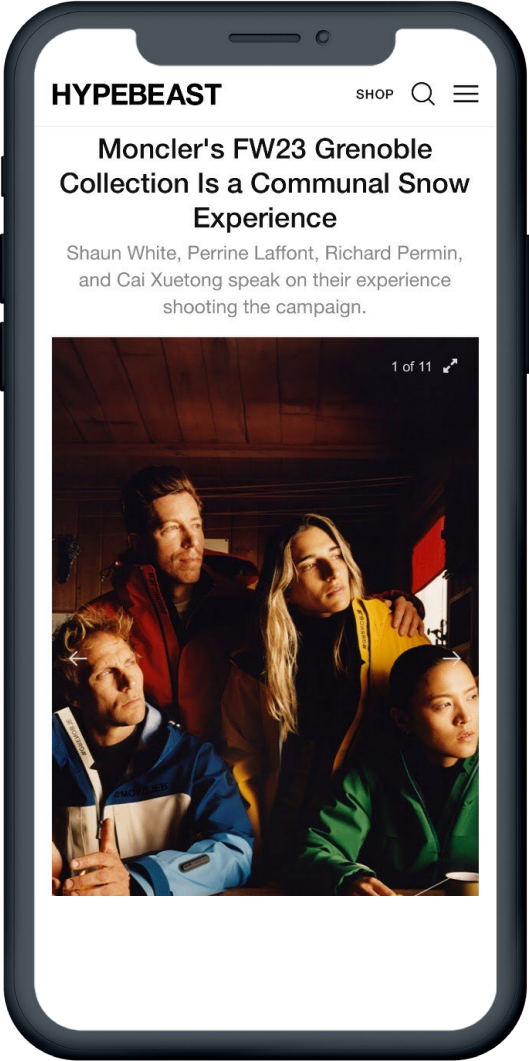 HYPEBEAST
SHOP
Moncler's FW23 Grenoble
Collection Is a Communal Snow
Experience
Shaun White, Perrine Laffont, Richard Permin,
and Cai Xuetong speak on their experience
shooting the campaign.
1 of 11